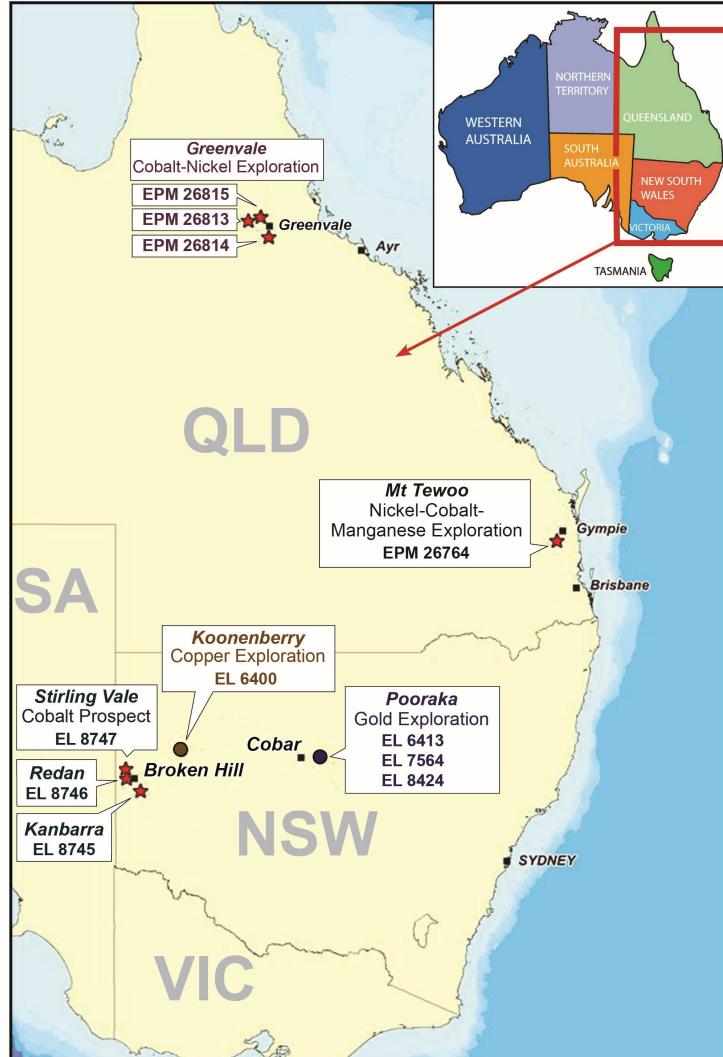 NORTHERN
TERRITORY
WESTERN
AUSTRALIA
QUEENSLAND
SOUTH
AUSTRALIA
NEW SOUTH
WALES
VICTORIA
TASMANIA
Greenvale
Cobalt-Nickel Exploration
EPM 26815
EPM 26813
EPM 26814
Greenvale
Ayr
QLD
Mt Tewoo
Nickel-Cobalt-
Manganese Exploration
EPM 26764
Gympie
Brisbane
SA
Koonenberry
Copper Exploration
EL 6400
Stirling Vale
Cobalt Prospect
EL 8747
Pooraka
Gold Exploration
EL 6413
EL 7564
EL 8424
Cobar
Broken Hill
Redan
EL 8746
Kanbarra
EL 8745
NSW
SYDNEY
VIC